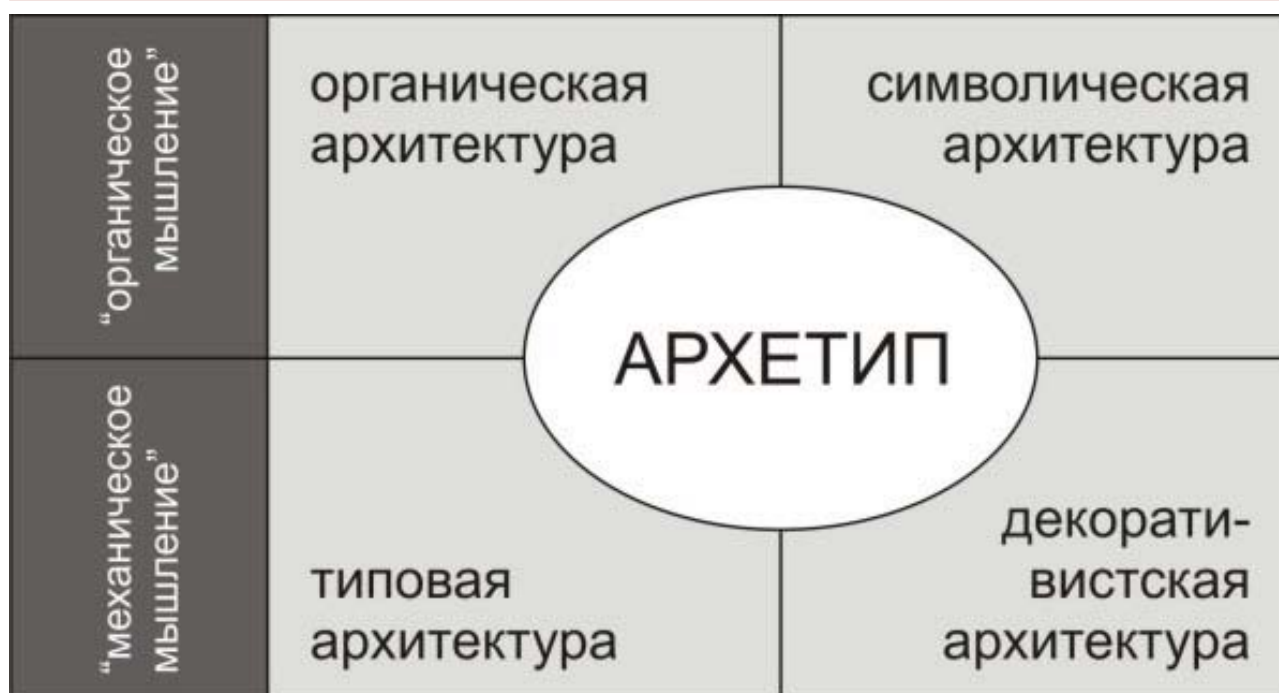 “органическое
мышление”
органическая
архитектура
символическая
архитектура
АРХЕТИП
“механическое
мышление”
типовая
архитектура
декорати-
вистская
архитектура